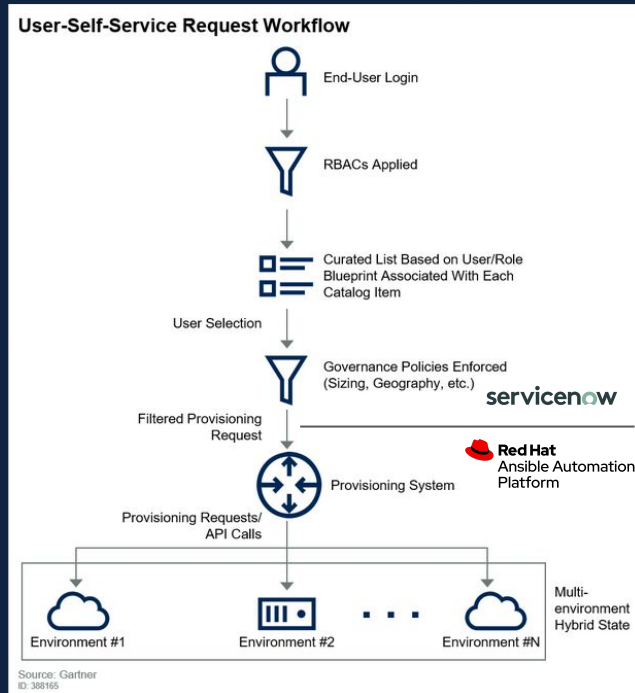 User-Self-Service Request Workflow
End-User Login
RBACs Applied
Curated List Based on User/Role
Blueprint Associated With Each
Catalog Item
User Selection
Governance Policies Enforced
(Sizing, Geography, etc.)
servicenow
Filtered Provisioning
Request
Red Hat
Ansible Automation
Platform
Provisioning System
Provisioning Requests/
API Calls
Multi-
environment
Hybrid State
Environment #1
Environment #2
Environment #N
Source: Gartner
ID: 388165